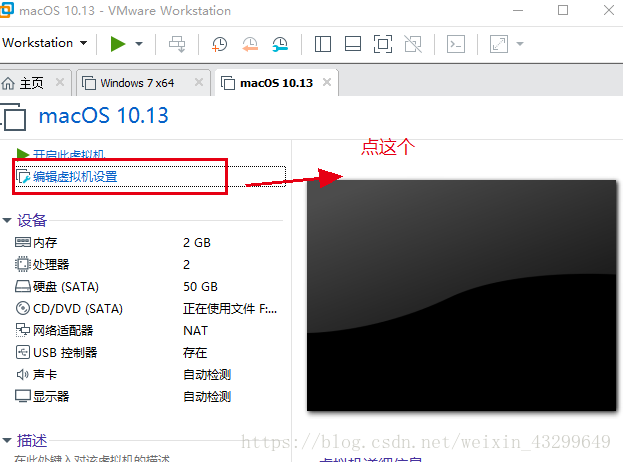 macOS 10.13 - VMware Workstation
Workstation
主页
Windows 7 x64
macOS 10.13
macOS 10.13
点这个
开启此虚拟机
编辑虚拟机设置
设备
内存 2 GB
处理器 2
硬盘 (SATA) 50 GB
CD/DVD (SATA) 正在使用文件 F:...
网络适配器 NAT
USB 控制器 存在
声卡 自动检测
显示器 自动检测
描述
https://blog.csdn.net/weixin_43299649
在此处键入对该虚拟机的描述
虚拟机详细信息